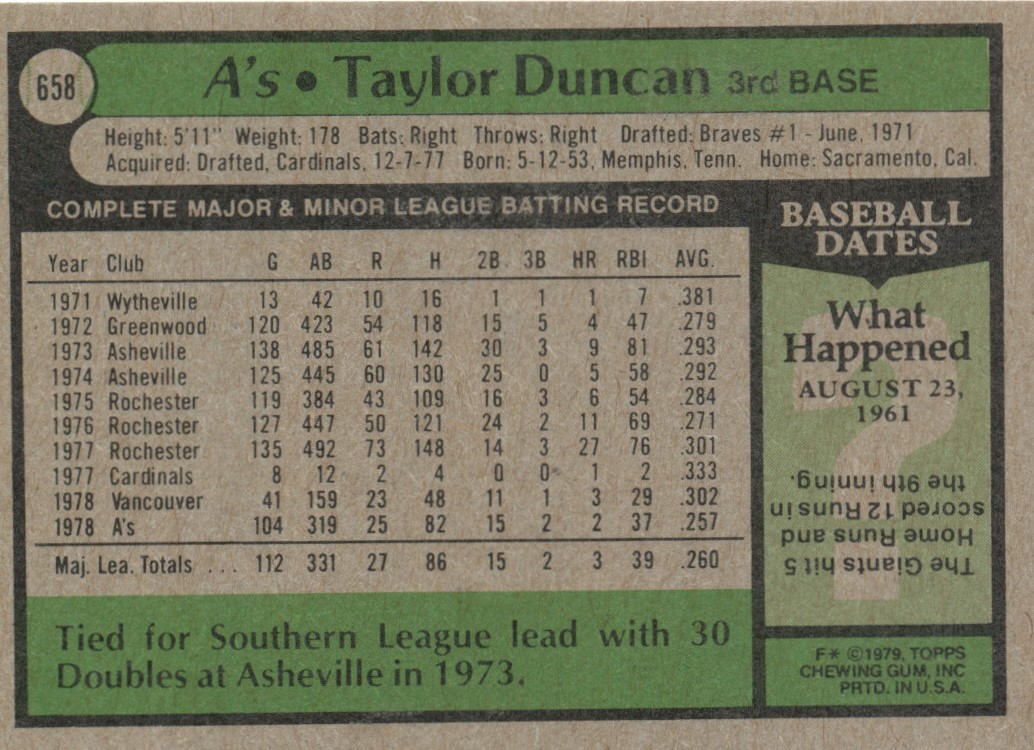 658
A's • Taylor Duncan 3rd BASE
Height: 5'11" Weight: 178 Bats: Right Throws: Right Drafted: Braves #1 - June, 1971
Acquired: Drafted, Cardinals, 12-7-77 Born: 5-12-53, Memphis, Tenn. Home: Sacramento, Cal.
COMPLETE MAJOR & MINOR LEAGUE BATTING RECORD
Year Club G AB R H 2B 3B HR RBI AVG.
1971 Wytheville 13 42 10 16 1 1 1 7 .381
1972 Greenwood 120 423 54 118 15 5 4 47 .279
1973 Asheville 138 485 61 142 30 3 9 81 .293
1974 Asheville 125 445 60 130 25 0 5 58 .292
1975 Rochester 119 384 43 109 16 3 6 54 .284
1976 Rochester 127 447 50 121 24 2 11 69 .271
1977 Rochester 135 492 73 148 14 3 27 76 .301
1977 Cardinals 8 12 2 4 0 0 1 2 .333
1978 Vancouver 41 159 23 48 11 1 3 29 .302
1978 A's 104 319 25 82 15 2 2 37 .257
Maj. Lea. Totals ... 112 331 27 86 15 2 3 39 .260
Tied for Southern League lead with 30
Doubles at Asheville in 1973.
BASEBALL
DATES
What
Happened
AUGUST 23,
1961
?
The Giants hit 5
Home Runs and
scored 12 Runs in
the 9th inning.
F* ©1979, TOPPS
CHEWING GUM, INC
PRTD. IN U.S.A.